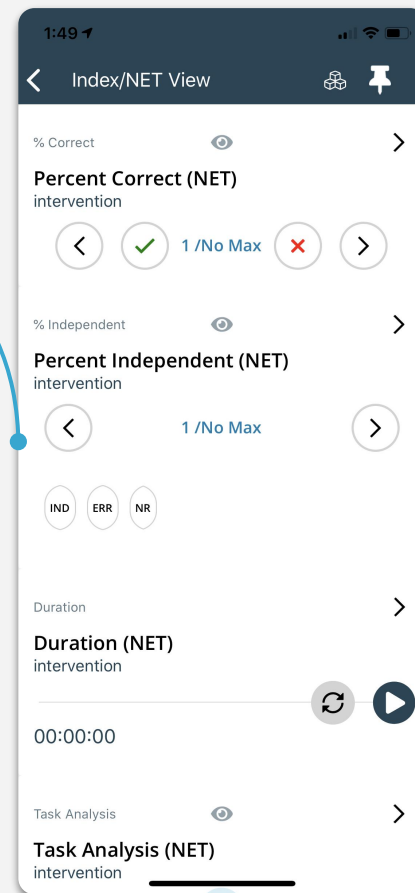 1:49
Index/NET View
% Correct
Percent Correct (NET)
intervention
1 /No Max
% Independent
Percent Independent (NET)
intervention
1 /No Max
IND ERR NR
Duration
Duration (NET)
intervention
00:00:00
Task Analysis
Task Analysis (NET)
intervention